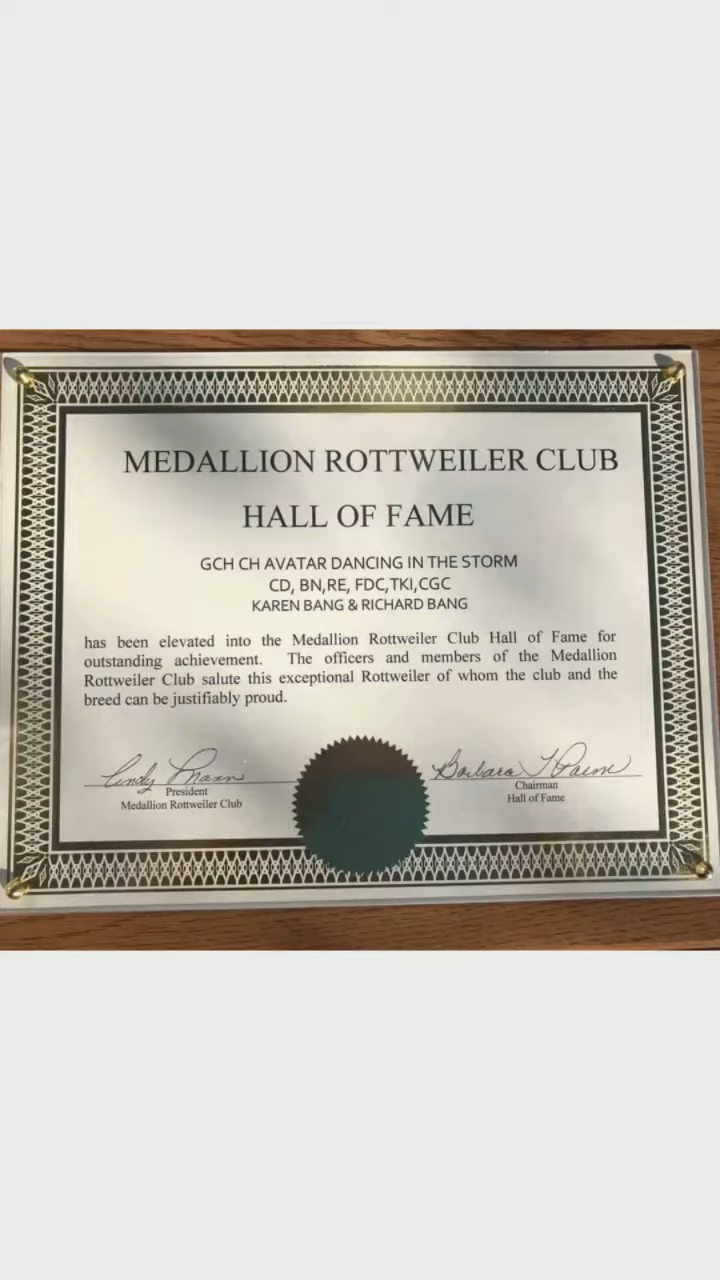 MEDALLION ROTTWEILER CLUB
HALL OF FAME
GCH CH AVATAR DANCING IN THE STORM
CD, BN,RE, FDC,TKI,CGC
KAREN BANG & RICHARD BANG
has been elevated into the Medallion Rottweiler Club Hall of Fame for
outstanding achievement. The officers and members of the Medallion
Rottweiler Club salute this exceptional Rottweiler of whom the club and the
breed can be justifiably proud.
Cindy
President
Medallion Rottweiler Club
Barbara
Chairman
Hall of Fame